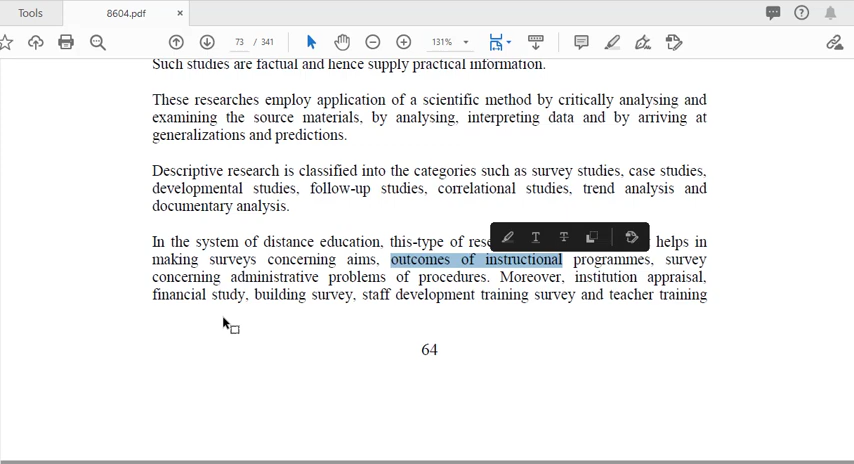 Tools 8604.pdf ×
73 / 341 131%
Such studies are factual and hence supply practical information.
These researches employ application of a scientific method by critically analysing and
examining the source materials, by analysing, interpreting data and by arriving at
generalizations and predictions.
Descriptive research is classified into the categories such as survey studies, case studies,
developmental studies, follow-up studies, correlational studies, trend analysis and
documentary analysis.
In the system of distance education, this-type of helps in
making surveys concerning aims, outcomes of instructional programmes, survey
concerning administrative problems of procedures. Moreover, institution appraisal,
financial study, building survey, staff development training survey and teacher training
64